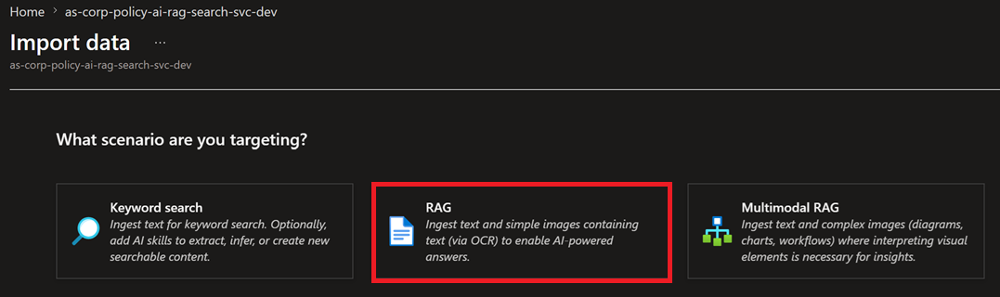 Home > as-corp-policy-ai-rag-search-svc-dev
Import data ...
as-corp-policy-ai-rag-search-svc-dev
What scenario are you targeting?
Keyword search
Ingest text for keyword search. Optionally,
add AI skills to extract, infer, or create new
searchable content.
RAG
Ingest text and simple images containing
text (via OCR) to enable AI-powered
answers.
Multimodal RAG
Ingest text and complex images (diagrams,
charts, workflows) where interpreting visual
elements is necessary for insights.